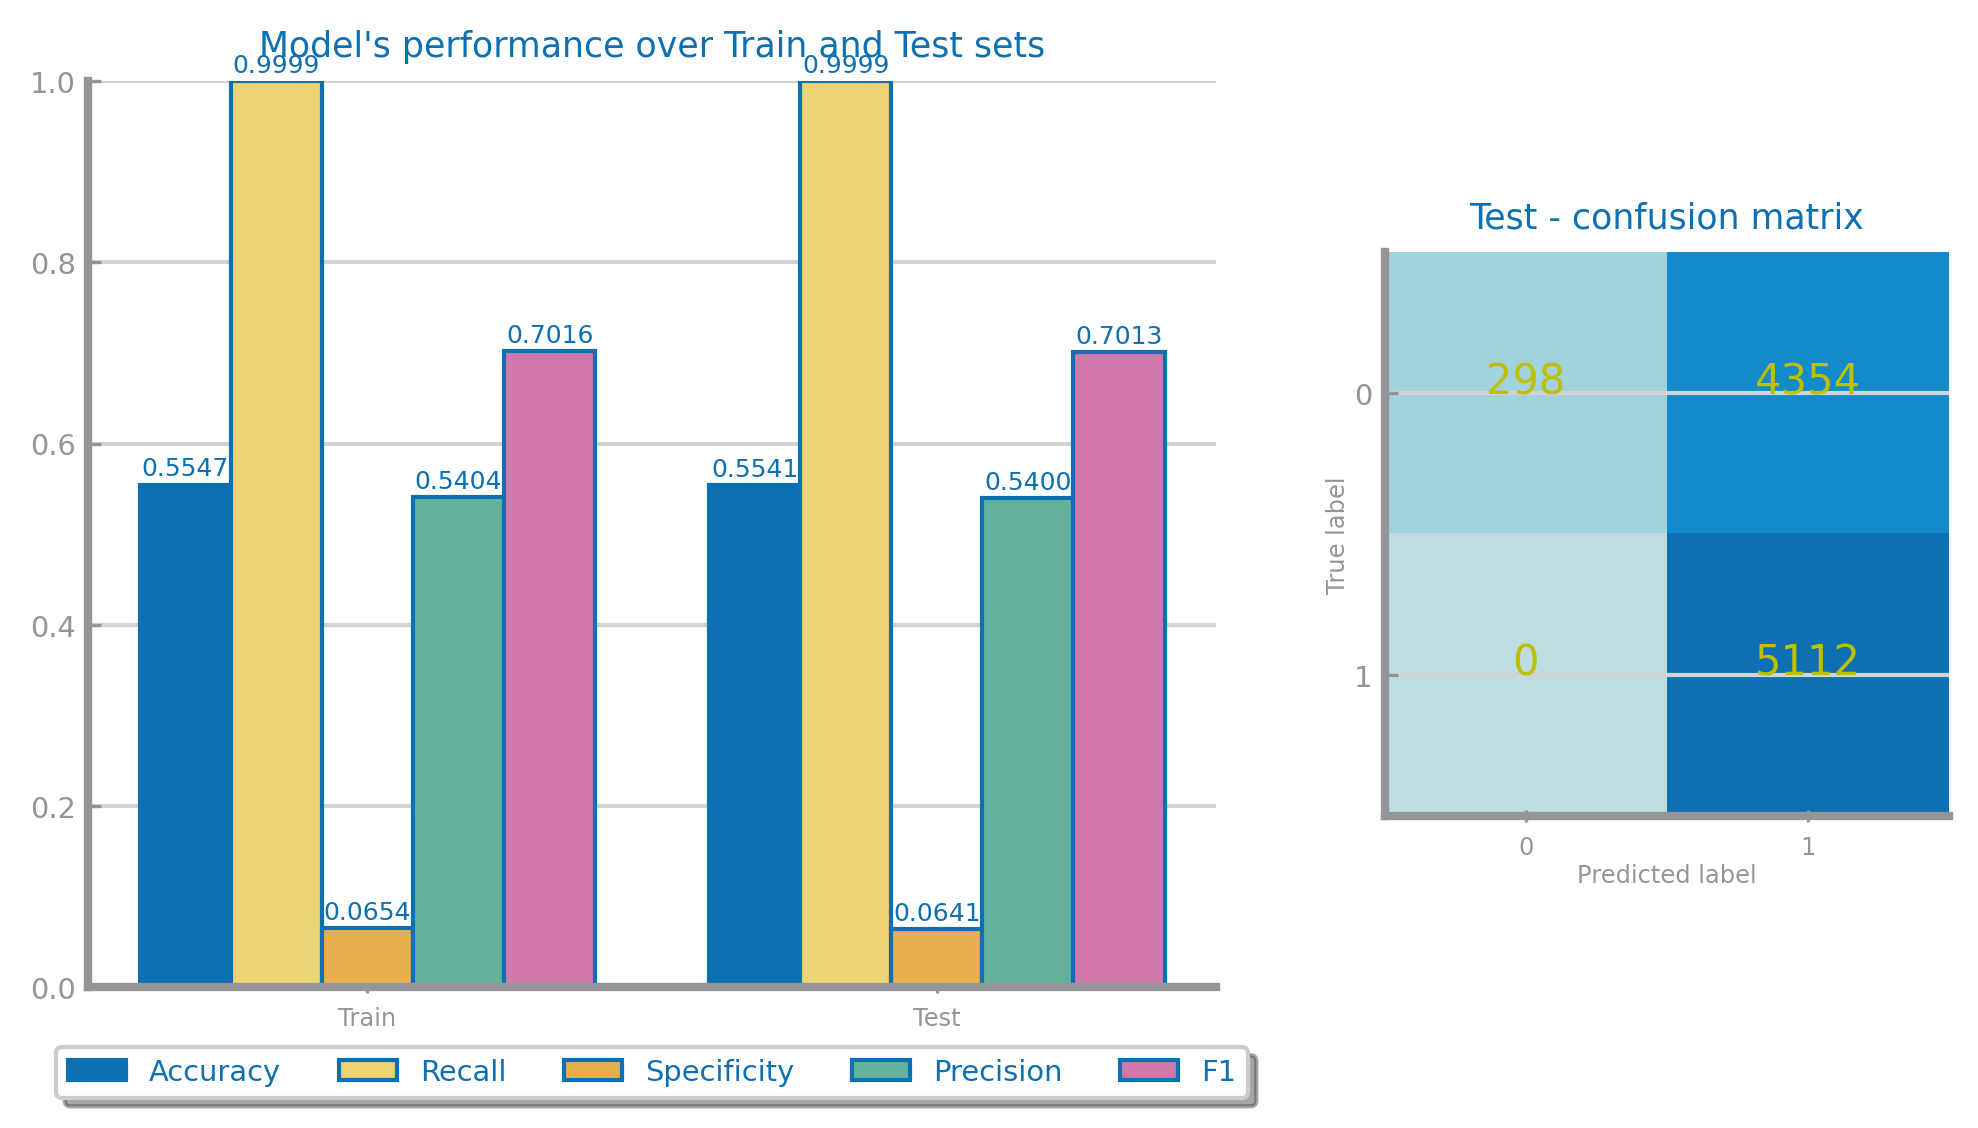 Model's performance over Train and Test sets
0.9999 0.9999
1.0
0.8
0.7016 0.7013
0.6
0.5547 0.5404 0.5541 0.5400
0.4
0.2
0.0654 0.0641
0.0
Train Test
Accuracy Recall Specificity Precision F1
Test - confusion matrix
298 4354
0
True label
0 5112
1
0 1
Predicted label